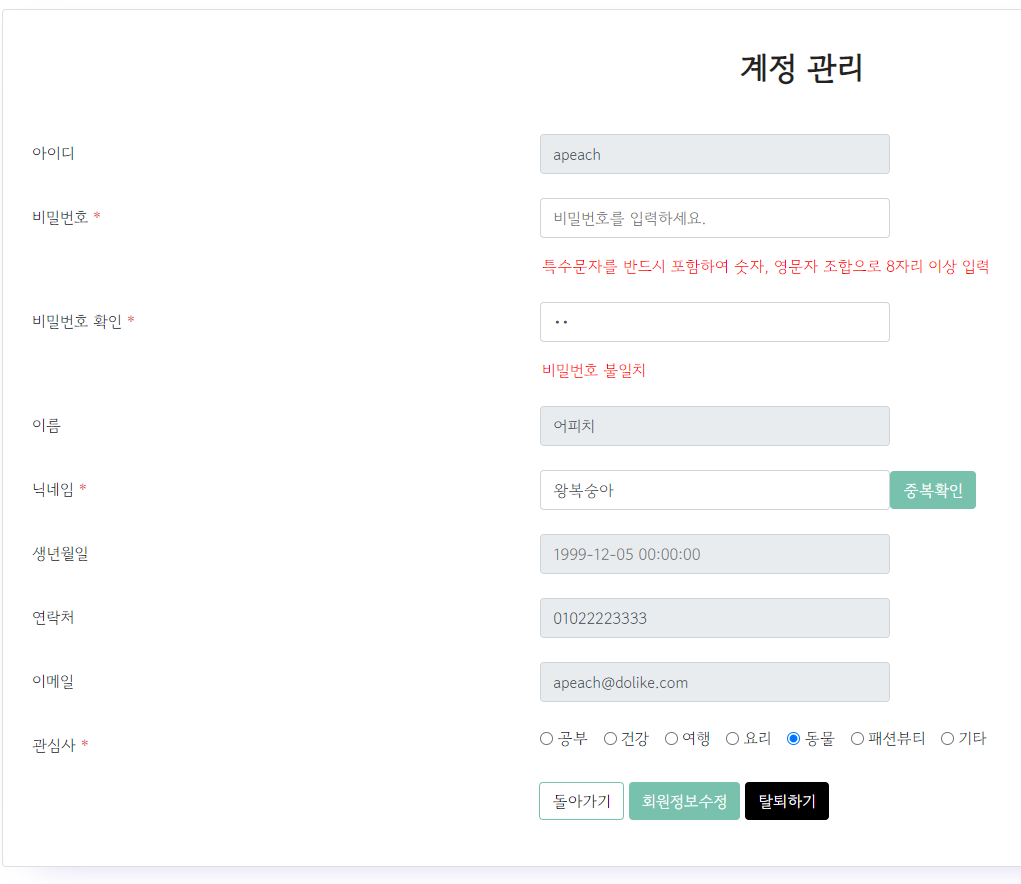 계정 관리
아이디 apeach
비밀번호 * 비밀번호를 입력하세요.
특수문자를 반드시 포함하여 숫자, 영문자 조합으로 8자리 이상 입력
비밀번호 확인 * ••
비밀번호 불일치
이름 어피치
닉네임 * 왕복숭아 중복확인
생년월일 1999-12-05 00:00:00
연락처 01022223333
이메일 apeach@dolike.com
관심사 * 공부 건강 여행 요리 동물 패션뷰티 기타
돌아가기 회원정보수정 탈퇴하기